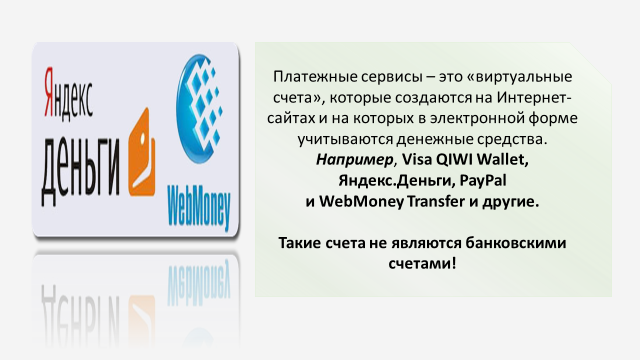 Яндекс
деньги
WebMoney
Платежные сервисы – это «виртуальные
счета», которые создаются на Интернет-
сайтах и на которых в электронной форме
учитываются денежные средства.
Например, Visa QIWI Wallet,
Яндекс.Деньги, PayPal
и WebMoney Transfer и другие.
Такие счета не являются банковскими
счетами!